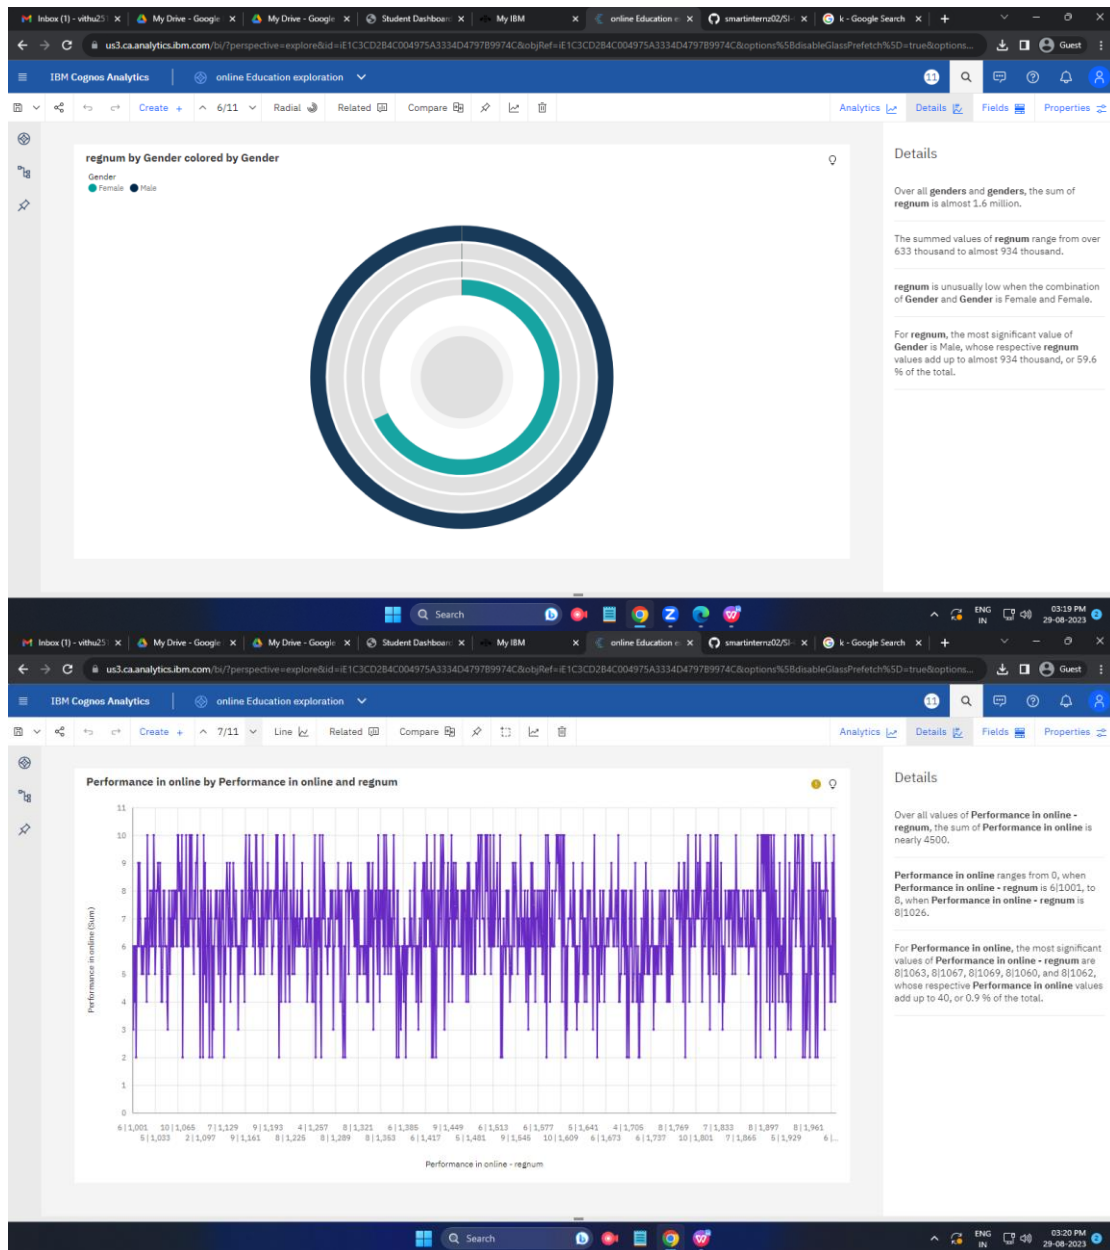 Inbox (1) - vithu25 My Drive - Google My Drive - Google Student Dashboar My IBM online Education e smartinternz02/SI- k - Google Search
us3.ca.analytics.ibm.com/bi/?perspective=explore&id=iE1C3CD2B4C004975A3334D4797B9974C&objRef=iE1C3CD2B4C004975A3334D4797B9974C&options%5BdisableGlassPrefetch%5D=true&options... Guest
IBM Cognos Analytics online Education exploration 11
Create + 6/11 Radial Related Compare Analytics Details Fields Properties
regnum by Gender colored by Gender
Gender
Female Male
Details
Over all genders and genders, the sum of
regnum is almost 1.6 million.
The summed values of regnum range from over
633 thousand to almost 934 thousand.
regnum is unusually low when the combination
of Gender and Gender is Female and Female.
For regnum, the most significant value of
Gender is Male, whose respective regnum
values add up to almost 934 thousand, or 59.6
% of the total.
Search ENG IN 03:19 PM 29-08-2023
Inbox (1) - vithu25 My Drive - Google My Drive - Google Student Dashboar My IBM online Education e smartinternz02/SI- k - Google Search
us3.ca.analytics.ibm.com/bi/?perspective=explore&id=iE1C3CD2B4C004975A3334D4797B9974C&objRef=iE1C3CD2B4C004975A3334D4797B9974C&options%5BdisableGlassPrefetch%5D=true&options... Guest
IBM Cognos Analytics online Education exploration 11
Create + 7/11 Line Related Compare Analytics Details Fields Properties
Performance in online by Performance in online and regnum
11
10
9
8
7
6
5
4
3
2
1
0
Performance in online (Sum)
6|1,001 10|1,065 7|1,129 9|1,193 4|1,257 8|1,321 6|1,385 9|1,449 6|1,513 6|1,577 5|1,641 4|1,705 8|1,769 7|1,833 8|1,897 8|1,961
5|1,033 2|1,097 9|1,161 8|1,225 8|1,289 8|1,353 6|1,417 5|1,481 9|1,545 10|1,609 6|1,673 6|1,737 10|1,801 7|1,865 5|1,929 6|...
Performance in online - regnum
Details
Over all values of Performance in online -
regnum, the sum of Performance in online is
nearly 4500.
Performance in online ranges from 0, when
Performance in online - regnum is 6|1001, to
8, when Performance in online - regnum is
8|1026.
For Performance in online, the most significant
values of Performance in online - regnum are
8|1063, 8|1067, 8|1069, 8|1060, and 8|1062,
whose respective Performance in online values
add up to 40, or 0.9 % of the total.
Search ENG IN 03:20 PM 29-08-2023